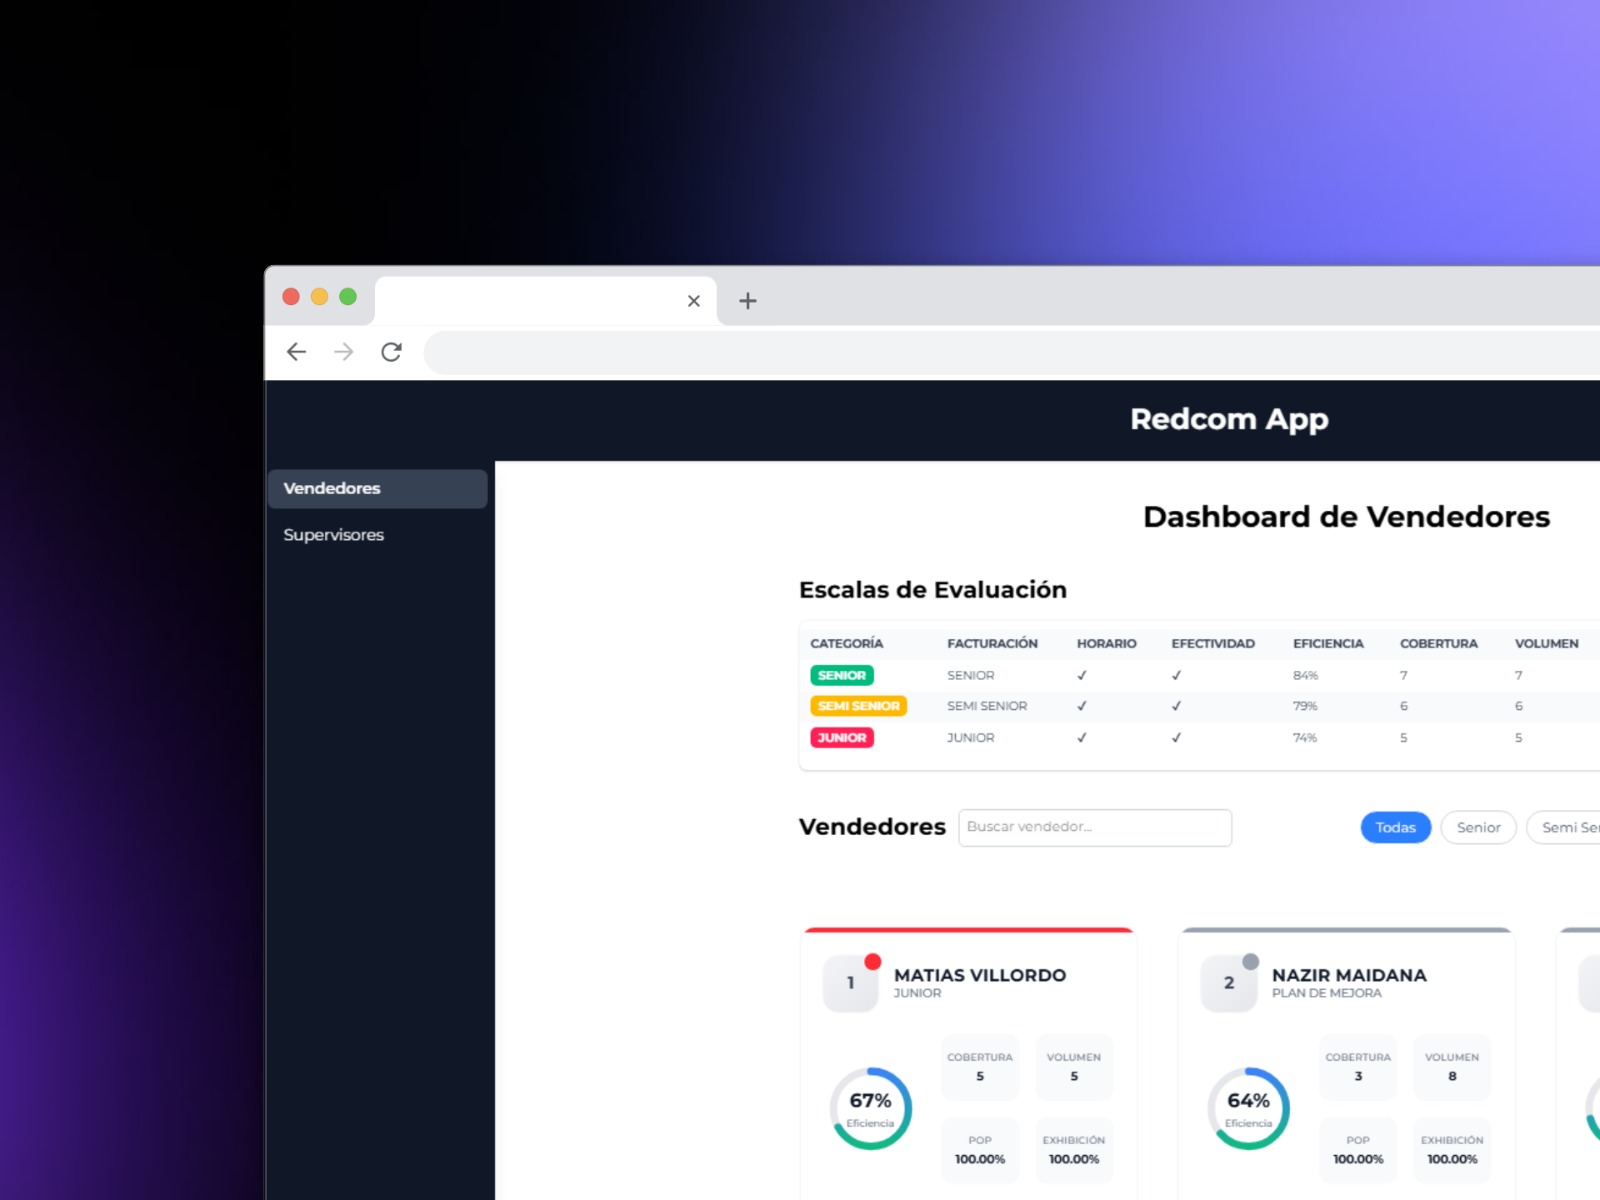 Redcom App
Vendedores
Supervisores
Dashboard de Vendedores
Escalas de Evaluación
CATEGORÍA FACTURACIÓN HORARIO EFECTIVIDAD EFICIENCIA COBERTURA VOLUMEN
SENIOR SENIOR ✓ ✓ 84% 7 7
SEMI SENIOR SEMI SENIOR ✓ ✓ 79% 6 6
JUNIOR JUNIOR ✓ ✓ 74% 5 5
Vendedores Buscar vendedor... Todas Senior Semi Se
1 MATIAS VILLORDO
JUNIOR
COBERTURA VOLUMEN
5 5
67%
Eficiencia
POP EXHIBICIÓN
100.00% 100.00%
2 NAZIR MAIDANA
PLAN DE MEJORA
COBERTURA VOLUMEN
3 8
64%
Eficiencia
POP EXHIBICIÓN
100.00% 100.00%